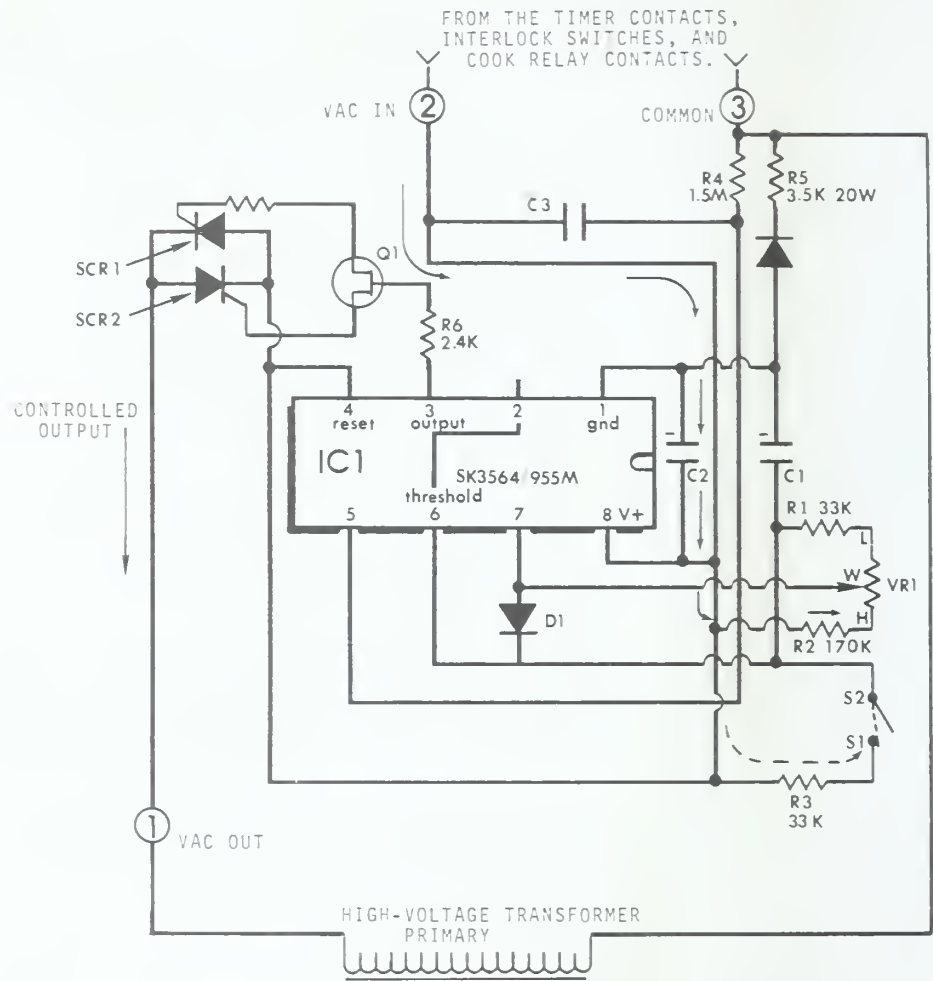 FROM THE TIMER CONTACTS,
INTERLOCK SWITCHES, AND
COOK RELAY CONTACTS.
VAC IN
2
COMMON
3
R4
1.5M
R5
3.5K 20W
C3
SCR1
SCR2
Q1
R6
2.4K
CONTROLLED
OUTPUT
4
reset
3
output
2
1
gnd
IC1
SK3564/955M
threshold
5
6
7
8 V+
C2
C1
R1 33K
L
W
VR1
H
R2 170K
D1
S2
S1
R3
33K
1
VAC OUT
HIGH-VOLTAGE TRANSFORMER
PRIMARY